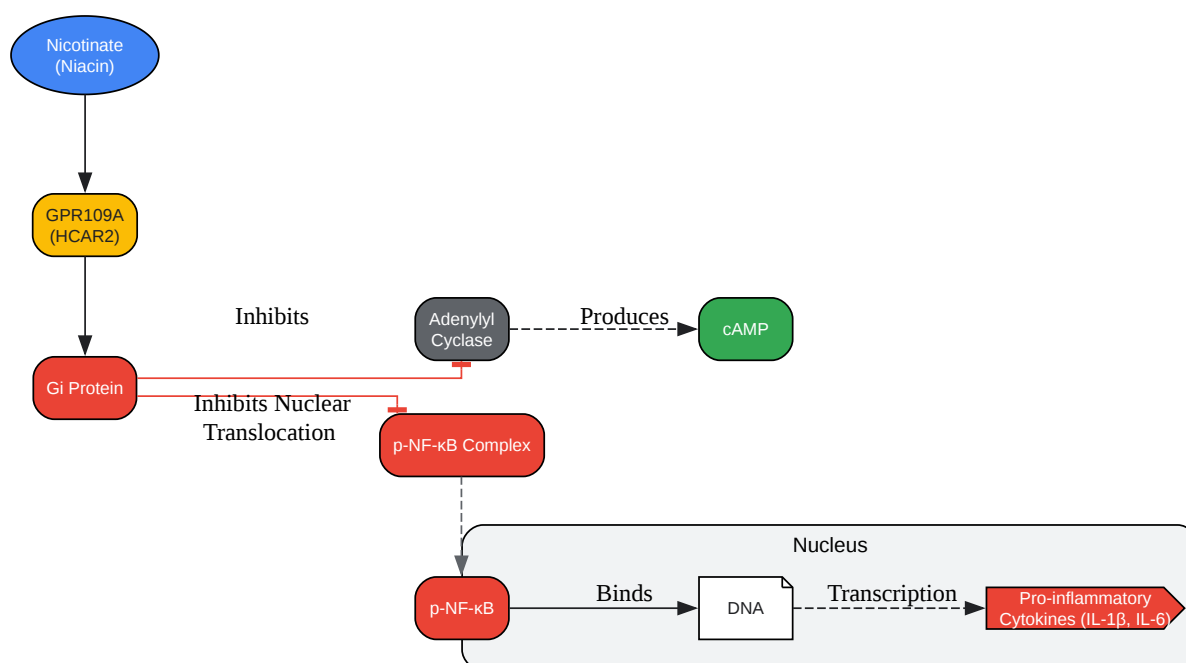 Nicotinate
(Niacin)
GPR109A
(HCAR2)
Inhibits
Adenylyl
Cyclase
Produces
cAMP
Gi Protein
Inhibits Nuclear
Translocation
p-NF-κB Complex
Nucleus
p-NF-κB
Binds
DNA
Transcription
Pro-inflammatory
Cytokines (IL-1β, IL-6)